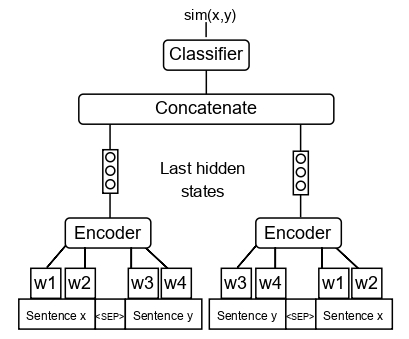 sim(x,y)
Classifier
Concatenate
Last hidden
states
Encoder Encoder
w1 w2 w3 w4 w3 w4 w1 w2
Sentence x <SEP> Sentence y Sentence y <SEP> Sentence x